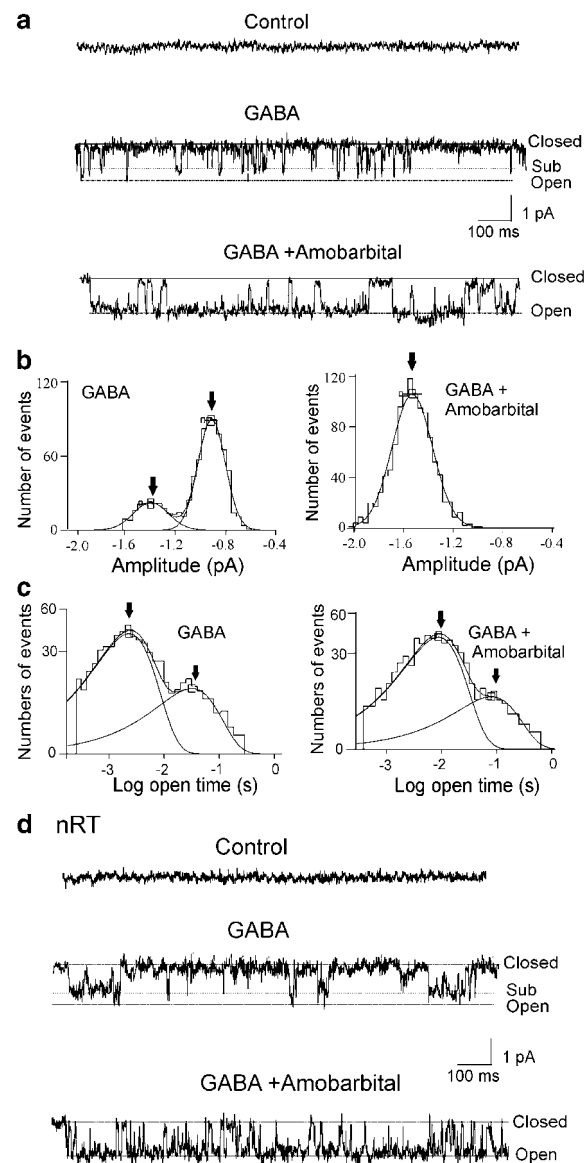 a
Control
GABA
Closed
Sub
Open
1 pA
100 ms
GABA +Amobarbital
Closed
Open
b
120
60
0
Number of events
GABA
-2.0 -1.6 -1.2 -0.8 -0.4
Amplitude (pA)
120
80
40
0
Number of events
GABA +
Amobarbital
-2.0 -1.6 -1.2 -0.8 -0.4
Amplitude (pA)
c
60
30
0
Numbers of events
GABA
-3 -2 -1 0
Log open time (s)
60
30
0
Numbers of events
GABA +
Amobarbital
-3 -2 -1 0
Log open time (s)
d nRT
Control
GABA
Closed
Sub
Open
1 pA
100 ms
GABA +Amobarbital
Closed
Open